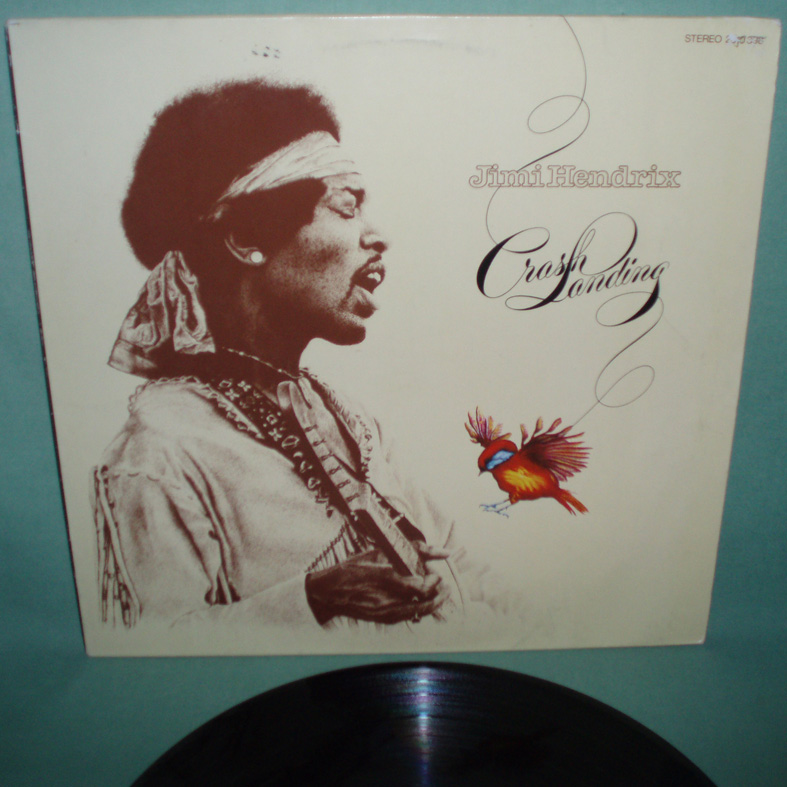 STEREO
Jimi Hendrix
Crash
Landing